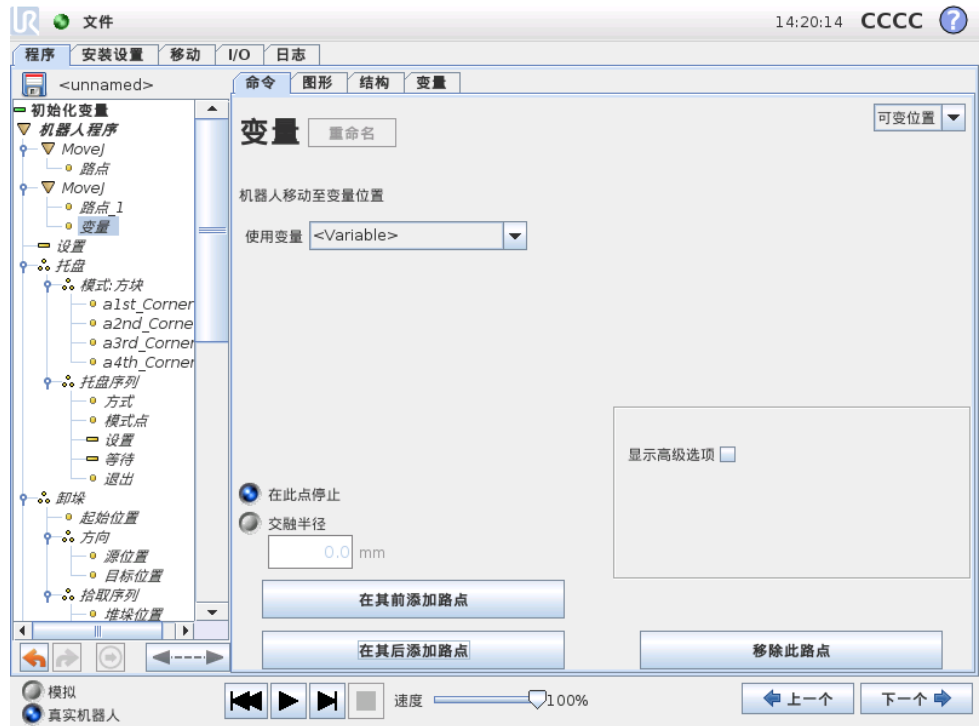 UR 文件 14:20:14 CCCC ?
程序 安装设置 移动 I/O 日志
<unnamed>
命令 图形 结构 变量
初始化变量
机器人程序
MoveJ
路点
MoveJ
路点_1
变量
设置
托盘
模式:方块
a1st_Corner
a2nd_Corne
a3rd_Corner
a4th_Corner
托盘序列
方式
模式点
设置
等待
退出
卸垛
起始位置
方向
源位置
目标位置
拾取序列
堆垛位置
变量 重命名
可变位置
机器人移动至变量位置
使用变量 <Variable>
显示高级选项
在此点停止
交融半径
0.0 mm
在其前添加路点
在其后添加路点
移除此路点
模拟
真实机器人
速度 100%
上一个 下一个